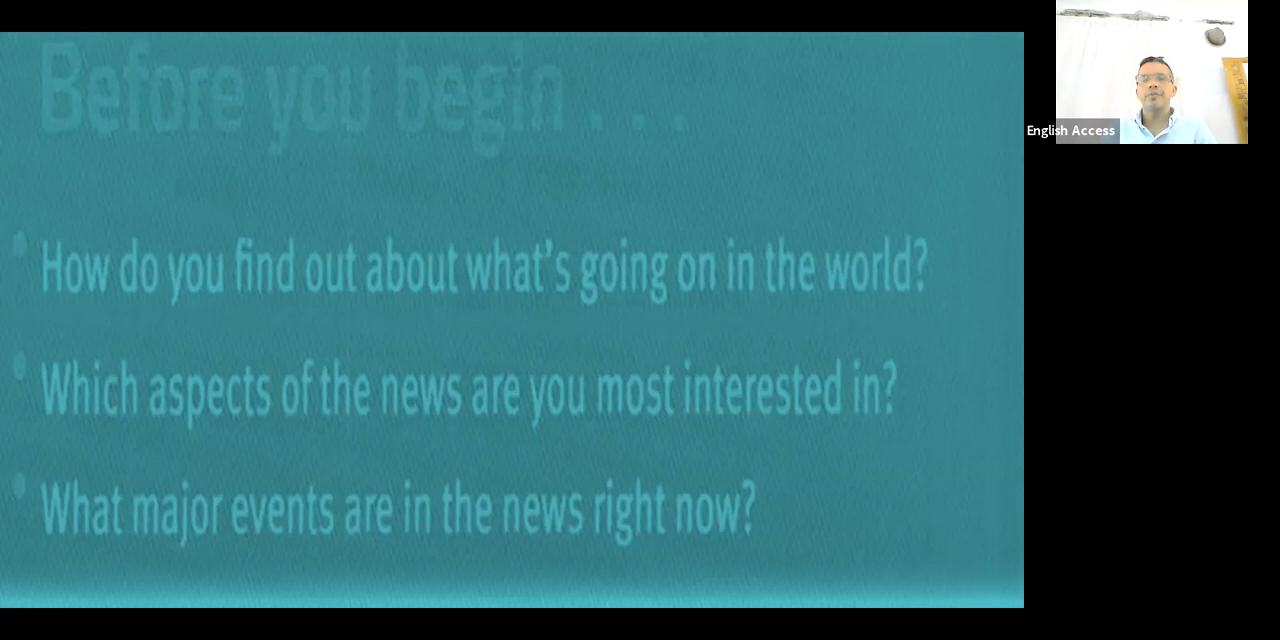 Before you begin . . .
English Access
• How do you find out about what's going on in the world?
• Which aspects of the news are you most interested in?
• What major events are in the news right now?